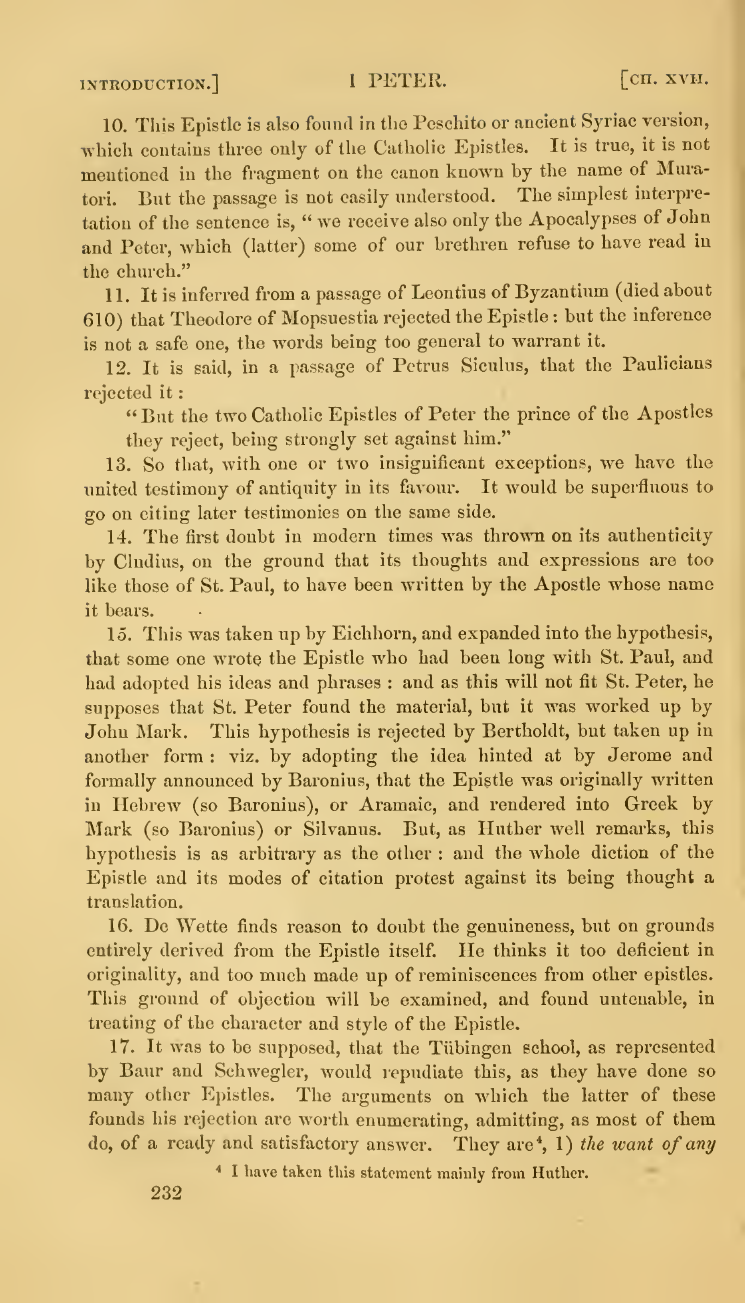 INTRODUCTION.] 1 PETER. [CH. XVII.
10. This Epistle is also found in the Peschito or ancient Syriac version,
which contains three only of the Catholic Epistles. It is true, it is not
mentioned in the fragment on the canon known by the name of Mura-
tori. But the passage is not easily understood. The simplest interpre-
tation of the sentence is, “ we receive also only the Apocalypses of John
and Peter, which (latter) some of our brethren refuse to have read in
the church.”
11. It is inferred from a passage of Leontius of Byzantium (died about
610) that Theodore of Mopsuestia rejected the Epistle : but the inference
is not a safe one, the words being too general to warrant it.
12. It is said, in a passage of Petrus Siculus, that the Paulicians
rejected it :
“ But the two Catholic Epistles of Peter the prince of the Apostles
they reject, being strongly set against him.”
13. So that, with one or two insignificant exceptions, we have the
united testimony of antiquity in its favour. It would be superfluous to
go on citing later testimonies on the same side.
14. The first doubt in modern times was thrown on its authenticity
by Cludius, on the ground that its thoughts and expressions are too
like those of St. Paul, to have been written by the Apostle whose name
it bears.
15. This was taken up by Eichhorn, and expanded into the hypothesis,
that some one wrote the Epistle who had been long with St. Paul, and
had adopted his ideas and phrases : and as this will not fit St. Peter, he
supposes that St. Peter found the material, but it was worked up by
John Mark. This hypothesis is rejected by Bertholdt, but taken up in
another form : viz. by adopting the idea hinted at by Jerome and
formally announced by Baronius, that the Epistle was originally written
in Hebrew (so Baronius), or Aramaic, and rendered into Greek by
Mark (so Baronius) or Silvanus. But, as Huther well remarks, this
hypothesis is as arbitrary as the other : and the whole diction of the
Epistle and its modes of citation protest against its being thought a
translation.
16. De Wette finds reason to doubt the genuineness, but on grounds
entirely derived from the Epistle itself. He thinks it too deficient in
originality, and too much made up of reminiscences from other epistles.
This ground of objection will be examined, and found untenable, in
treating of the character and style of the Epistle.
17. It was to be supposed, that the Tübingen school, as represented
by Baur and Schwegler, would repudiate this, as they have done so
many other Epistles. The arguments on which the latter of these
founds his rejection are worth enumerating, admitting, as most of them
do, of a ready and satisfactory answer. They are⁴, 1) the want of any
⁴ I have taken this statement mainly from Huther.
232